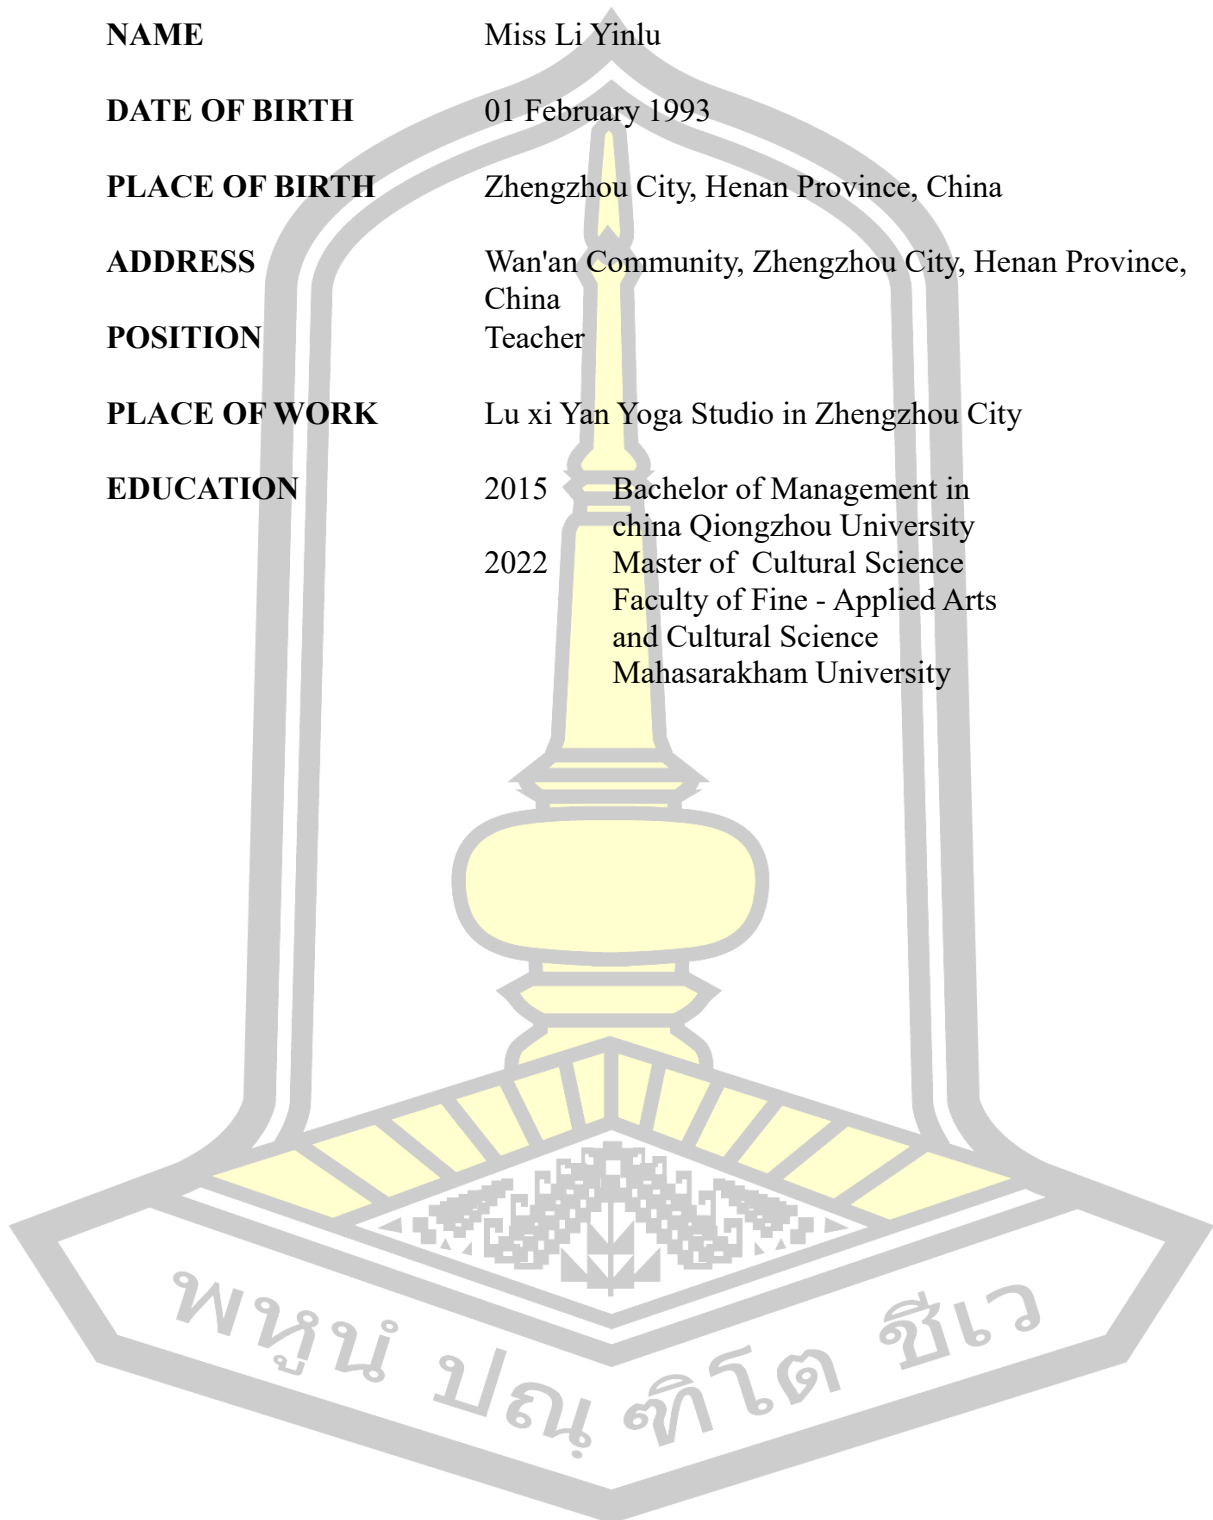 NAME Miss Li Yinlu
DATE OF BIRTH 01 February 1993
PLACE OF BIRTH Zhengzhou City, Henan Province, China
ADDRESS Wan'an Community, Zhengzhou City, Henan Province,
China
POSITION Teacher
PLACE OF WORK Lu xi Yan Yoga Studio in Zhengzhou City
EDUCATION 2015 Bachelor of Management in
china Qiongzhou University
2022 Master of Cultural Science
Faculty of Fine - Applied Arts
and Cultural Science
Mahasarakham University
พหูนํ ปณฺ ฑิโต ชีเว